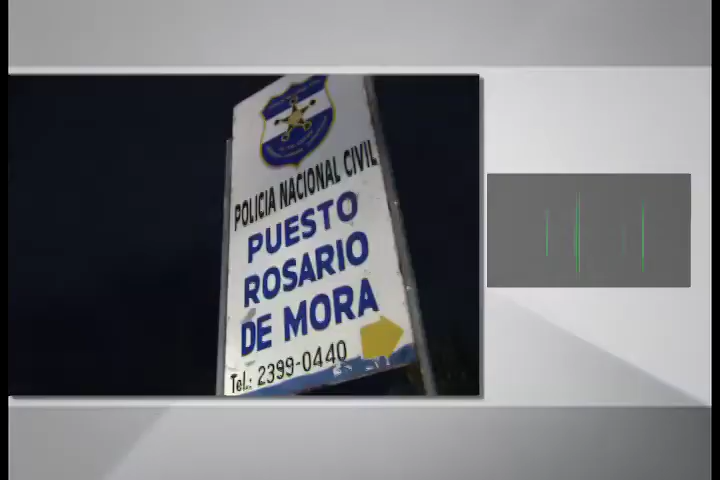 POLICIA NACIONAL CIVIL
PUESTO
ROSARIO
DE MORA
Tel.: 2399-0440